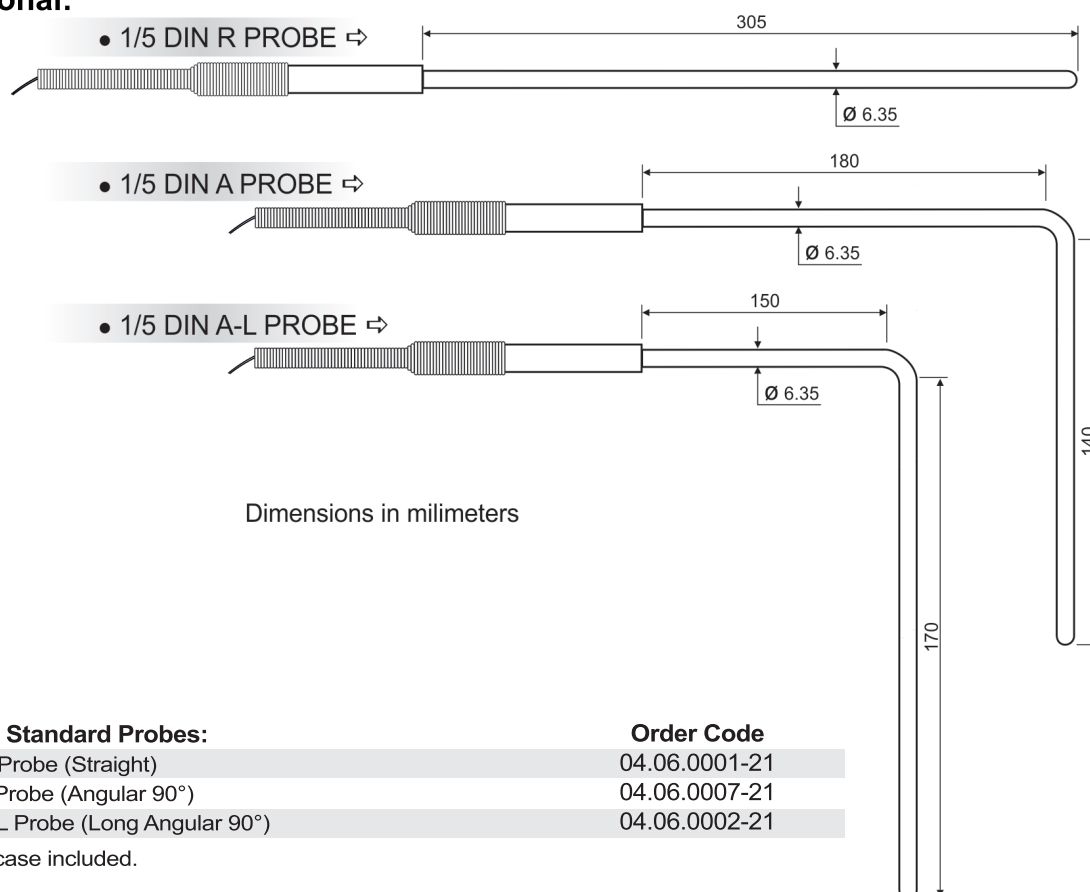 onal:
• 1/5 DIN R PROBE ⇨
305
Ø 6.35
• 1/5 DIN A PROBE ⇨
180
Ø 6.35
140
• 1/5 DIN A-L PROBE ⇨
150
Ø 6.35
170
Dimensions in milimeters
Standard Probes: Order Code
Probe (Straight) 04.06.0001-21
Probe (Angular 90°) 04.06.0007-21
L Probe (Long Angular 90°) 04.06.0002-21
case included.